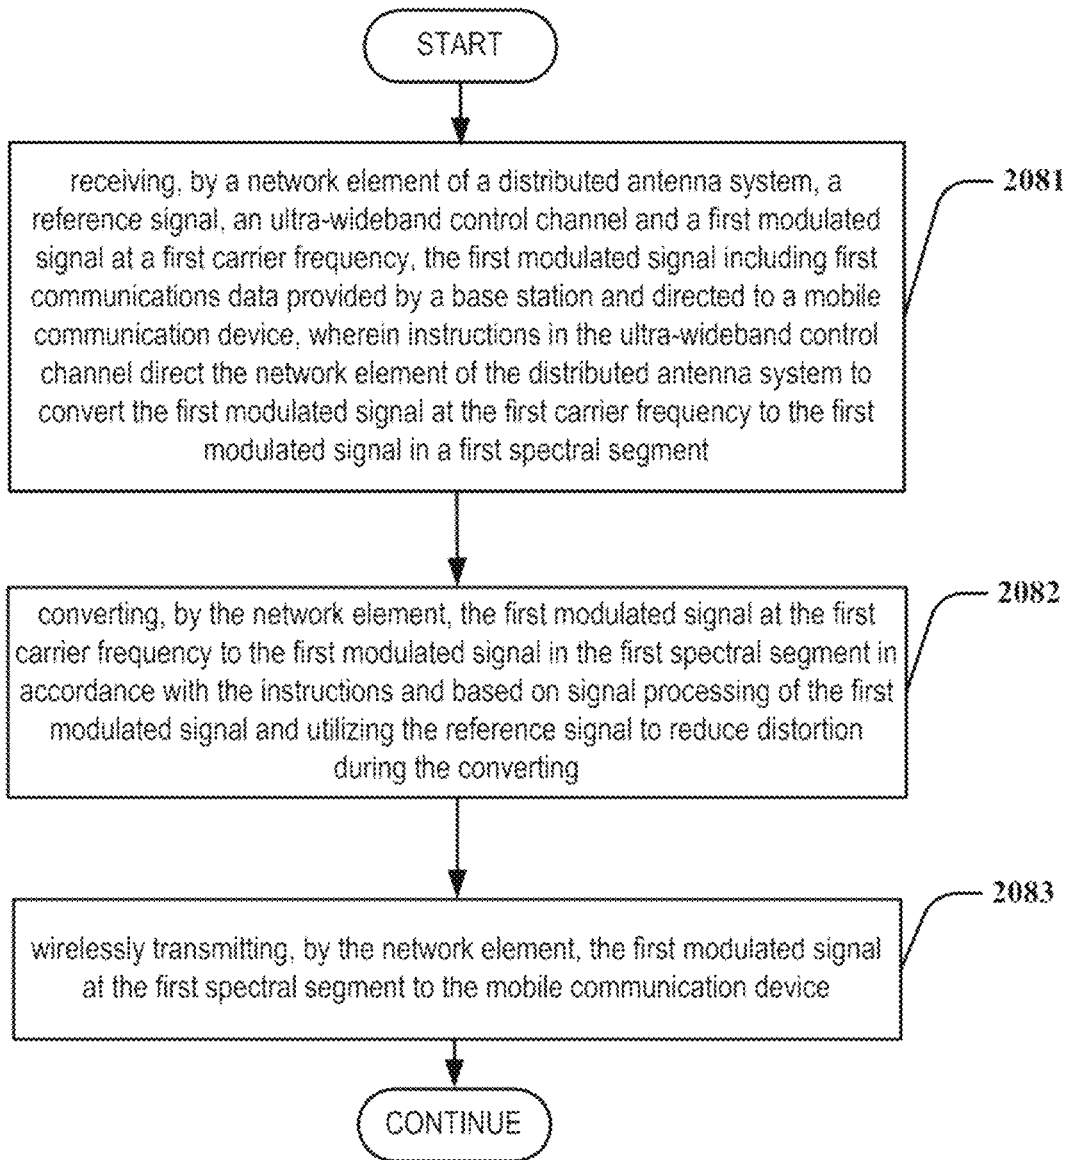 START
receiving, by a network element of a distributed antenna system, a
reference signal, an ultra-wideband control channel and a first modulated
signal at a first carrier frequency, the first modulated signal including first
communications data provided by a base station and directed to a mobile
communication device, wherein instructions in the ultra-wideband control
channel direct the network element of the distributed antenna system to
convert the first modulated signal at the first carrier frequency to the first
modulated signal in a first spectral segment
2081
converting, by the network element, the first modulated signal at the first
carrier frequency to the first modulated signal in the first spectral segment in
accordance with the instructions and based on signal processing of the first
modulated signal and utilizing the reference signal to reduce distortion
during the converting
2082
wirelessly transmitting, by the network element, the first modulated signal
at the first spectral segment to the mobile communication device
2083
CONTINUE